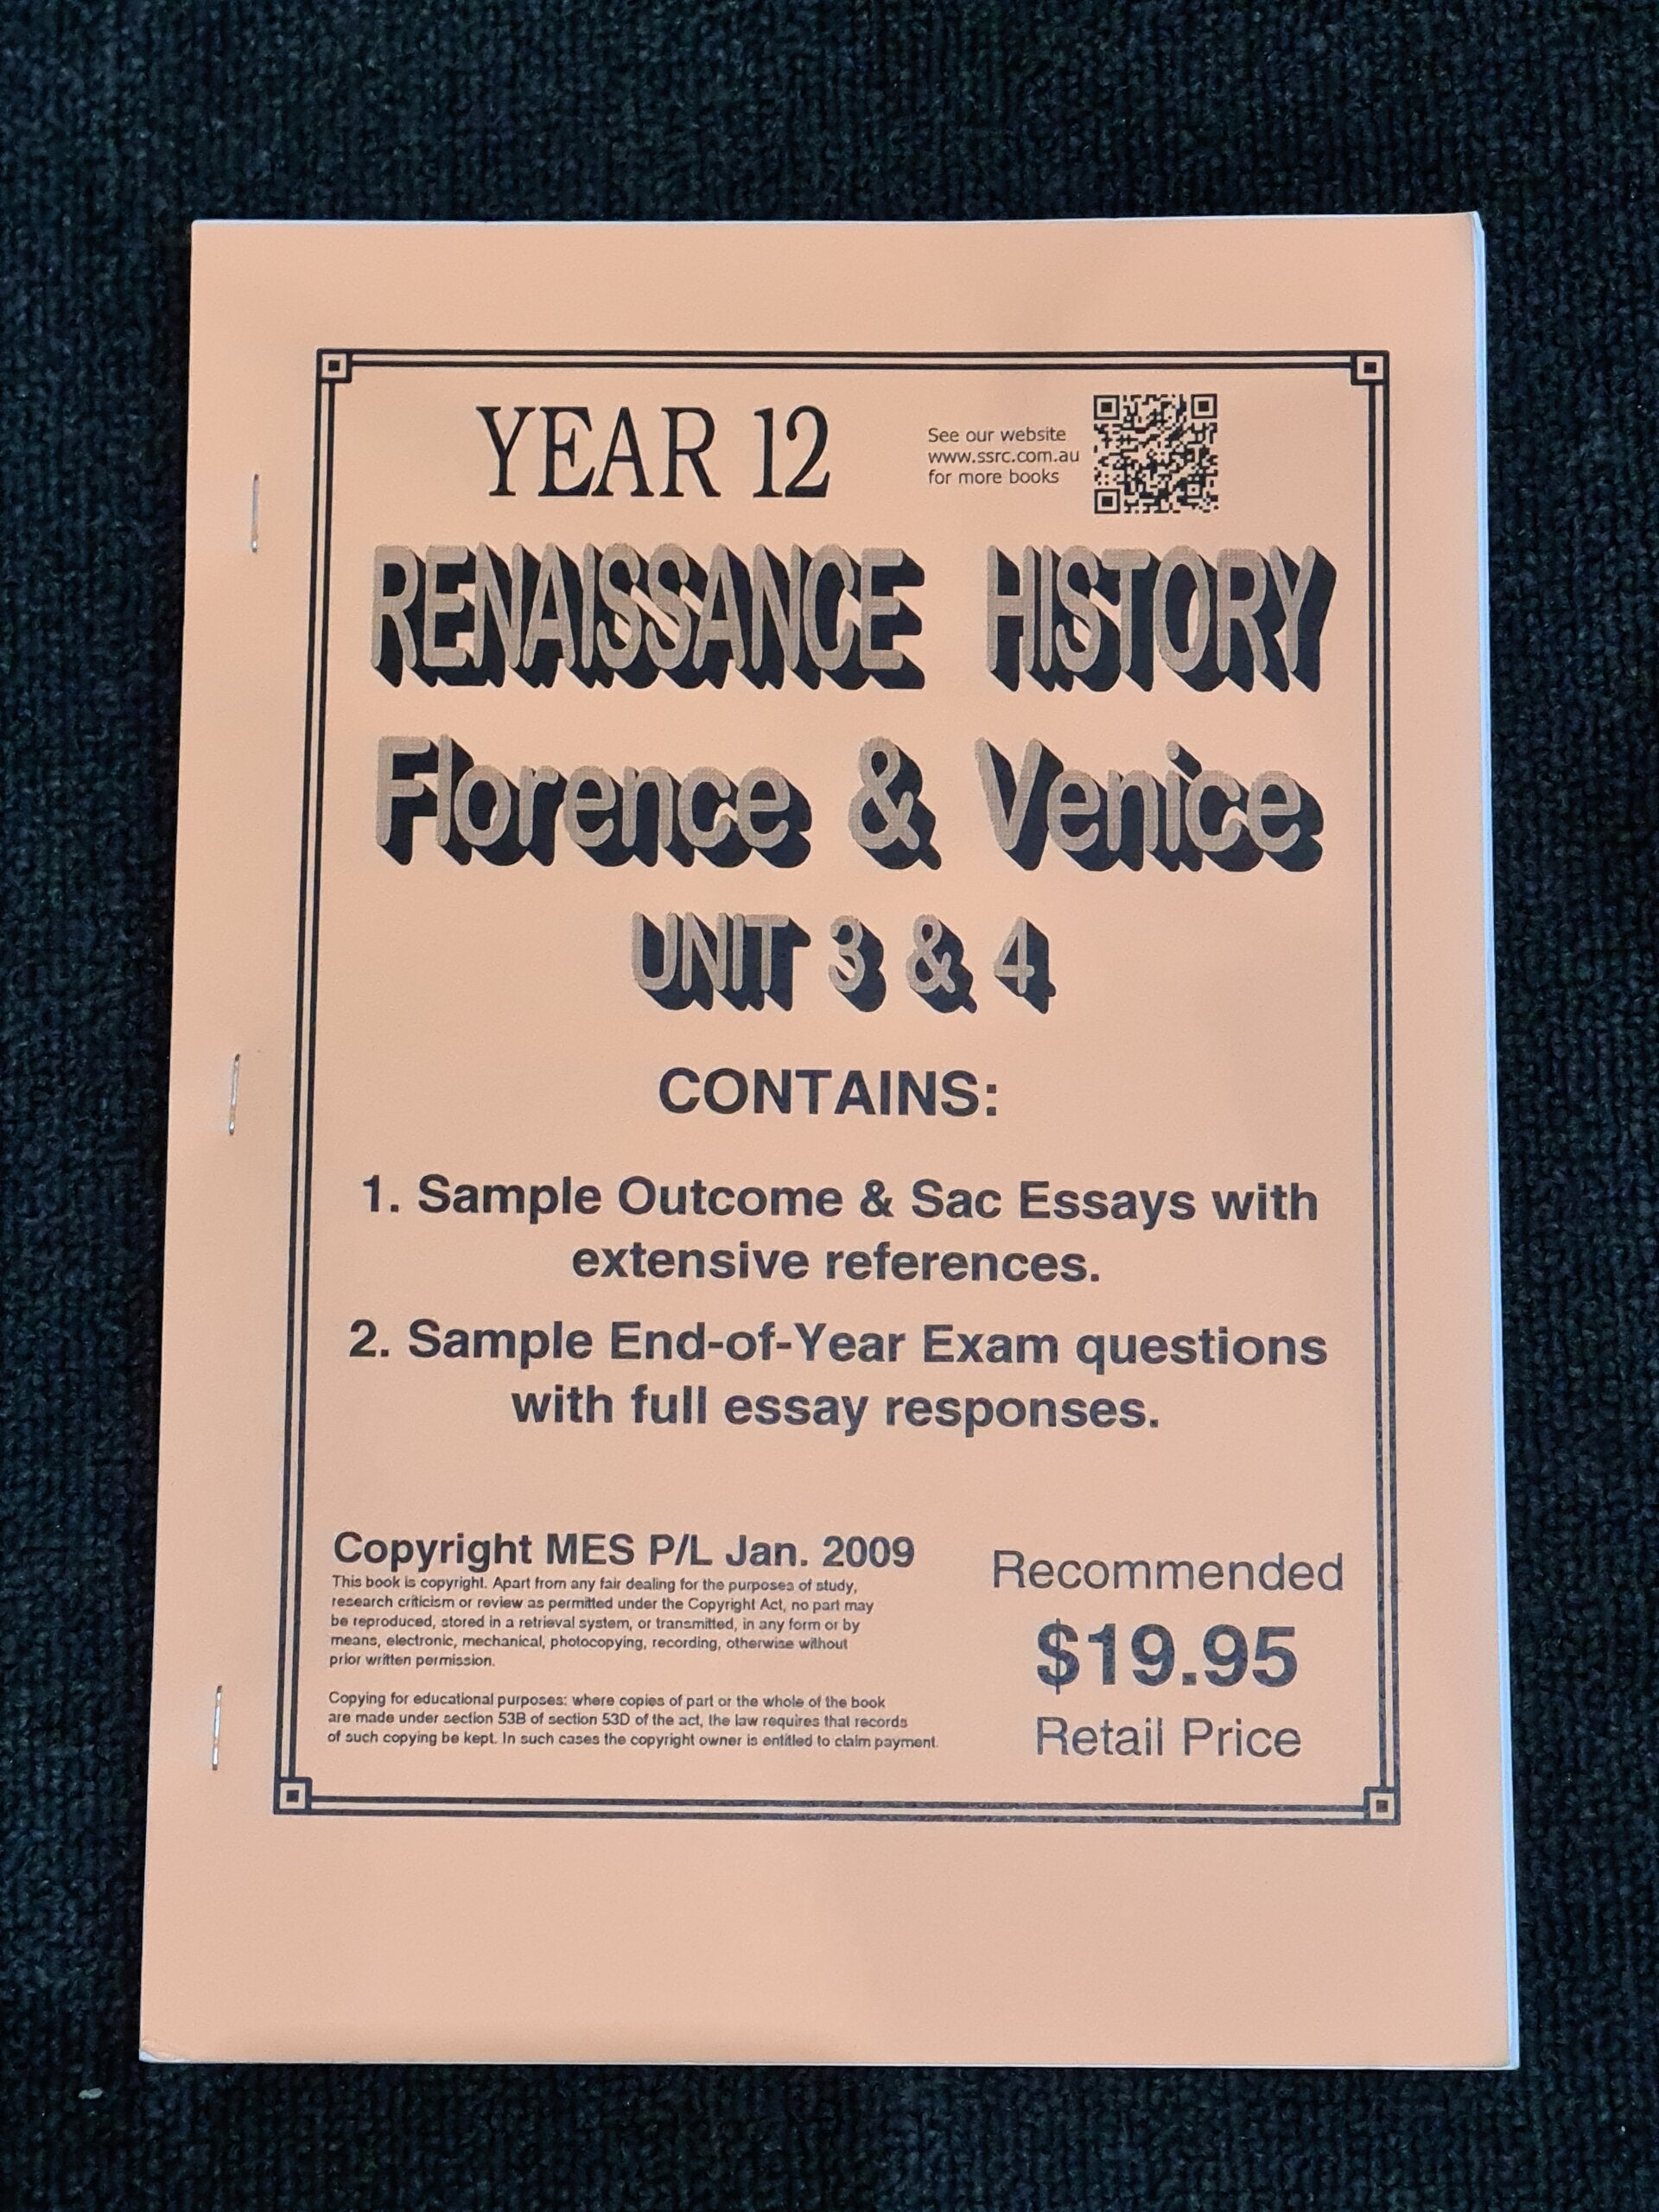 YEAR 12
See our website
www.ssrc.com.au
for more books
RENAISSANCE HISTORY
Florence & Venice
UNIT 3 & 4
CONTAINS:
1. Sample Outcome & Sac Essays with
extensive references.
2. Sample End-of-Year Exam questions
with full essay responses.
Copyright MES P/L Jan. 2009
This book is copyright. Apart from any fair dealing for the purposes of study,
research criticism or review as permitted under the Copyright Act, no part may
be reproduced, stored in a retrieval system, or transmitted, in any form or by
means, electronic, mechanical, photocopying, recording, otherwise without
prior written permission.
Copying for educational purposes: where copies of part or the whole of the book
are made under section 53B of section 53D of the act, the law requires that records
of such copying be kept. In such cases the copyright owner is entitled to claim payment.
Recommended
$19.95
Retail Price